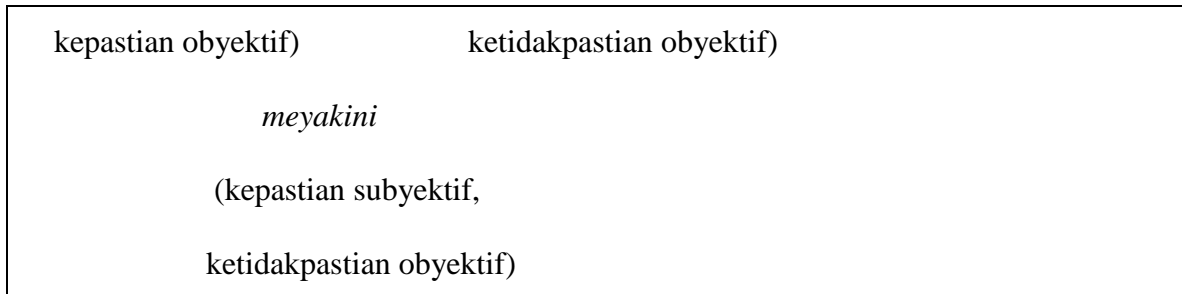 kepastian obyektif) ketidakpastian obyektif)
meyakini
(kepastian subyektif,
ketidakpastian obyektif)